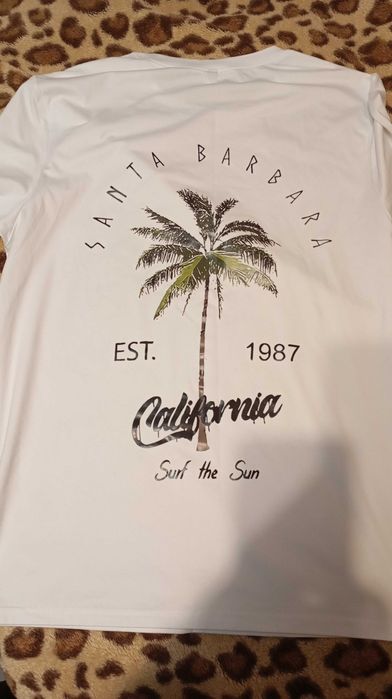 SANTA BARBARA
EST. 1987
California
Surf the Sun